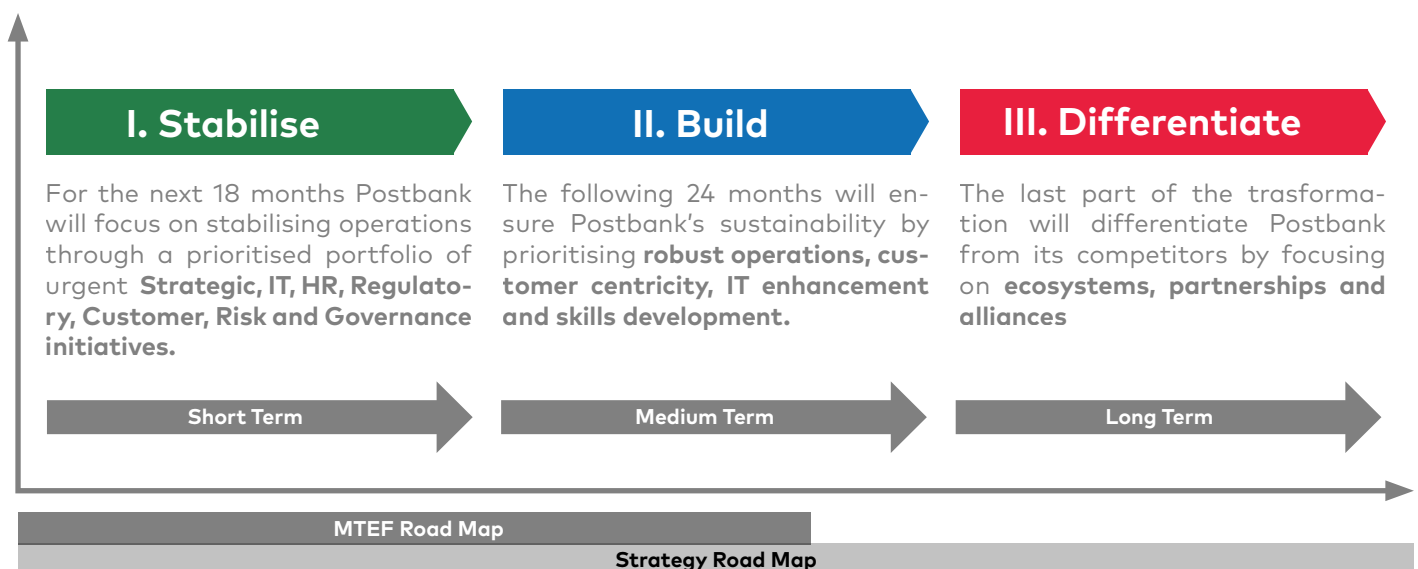 I. Stabilise
For the next 18 months Postbank
will focus on stabilising operations
through a prioritised portfolio of
urgent Strategic, IT, HR, Regulato-
ry, Customer, Risk and Governance
initiatives.
Short Term
II. Build
The following 24 months will en-
sure Postbank's sustainability by
prioritising robust operations, cus-
tomer centricity, IT enhancement
and skills development.
Medium Term
III. Differentiate
The last part of the trasforma-
tion will differentiate Postbank
from its competitors by focusing
on ecosystems, partnerships and
alliances
Long Term
MTEF Road Map
Strategy Road Map